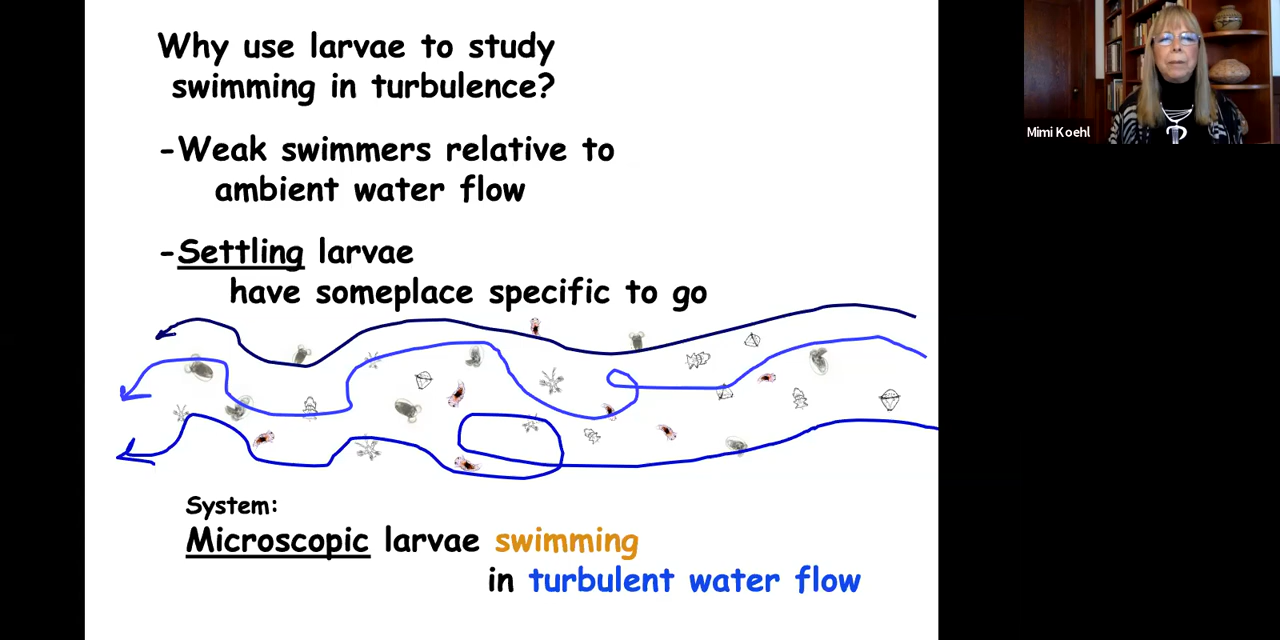 Why use larvae to study
swimming in turbulence?
-Weak swimmers relative to
ambient water flow
-Settling larvae
have someplace specific to go
System:
Microscopic larvae swimming
in turbulent water flow
Mimi Koehl